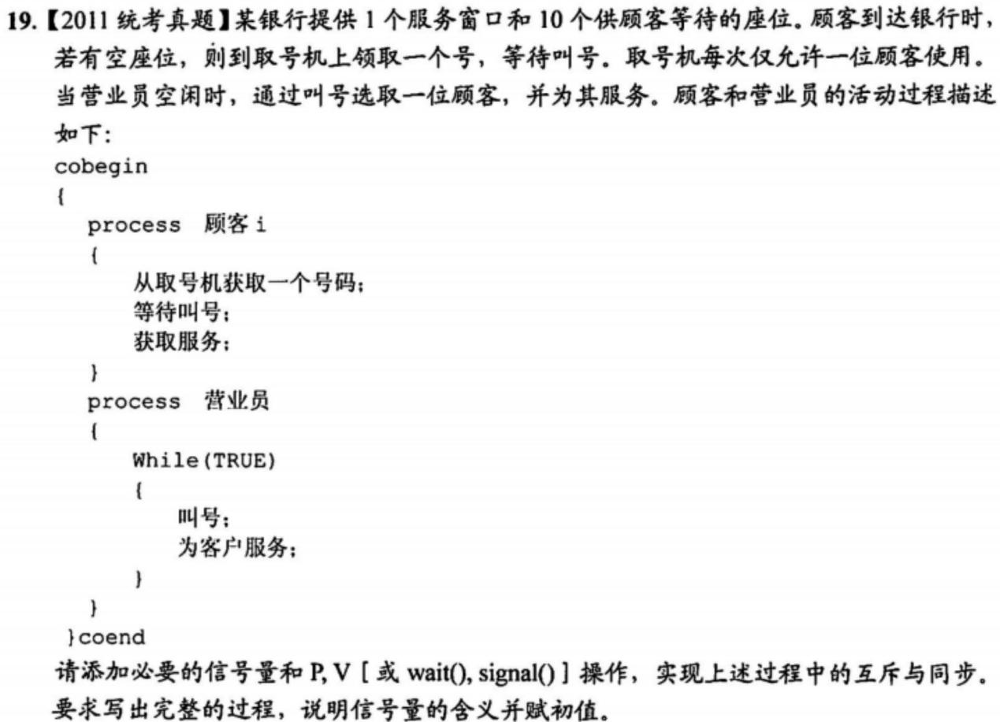 19.【2011 统考真题】某银行提供 1 个服务窗口和 10 个供顾客等待的座位。顾客到达银行时，
若有空座位，则到取号机上领取一个号，等待叫号。取号机每次仅允许一位顾客使用。
当营业员空闲时，通过叫号选取一位顾客，并为其服务。顾客和营业员的活动过程描述
如下：
cobegin
{
process 顾客 i
{
从取号机获取一个号码；
等待叫号；
获取服务；
}
process 营业员
{
While(TRUE)
{
叫号；
为客户服务；
}
}
}coend
请添加必要的信号量和 P, V［或 wait(), signal()］操作，实现上述过程中的互斥与同步。
要求写出完整的过程，说明信号量的含义并赋初值。